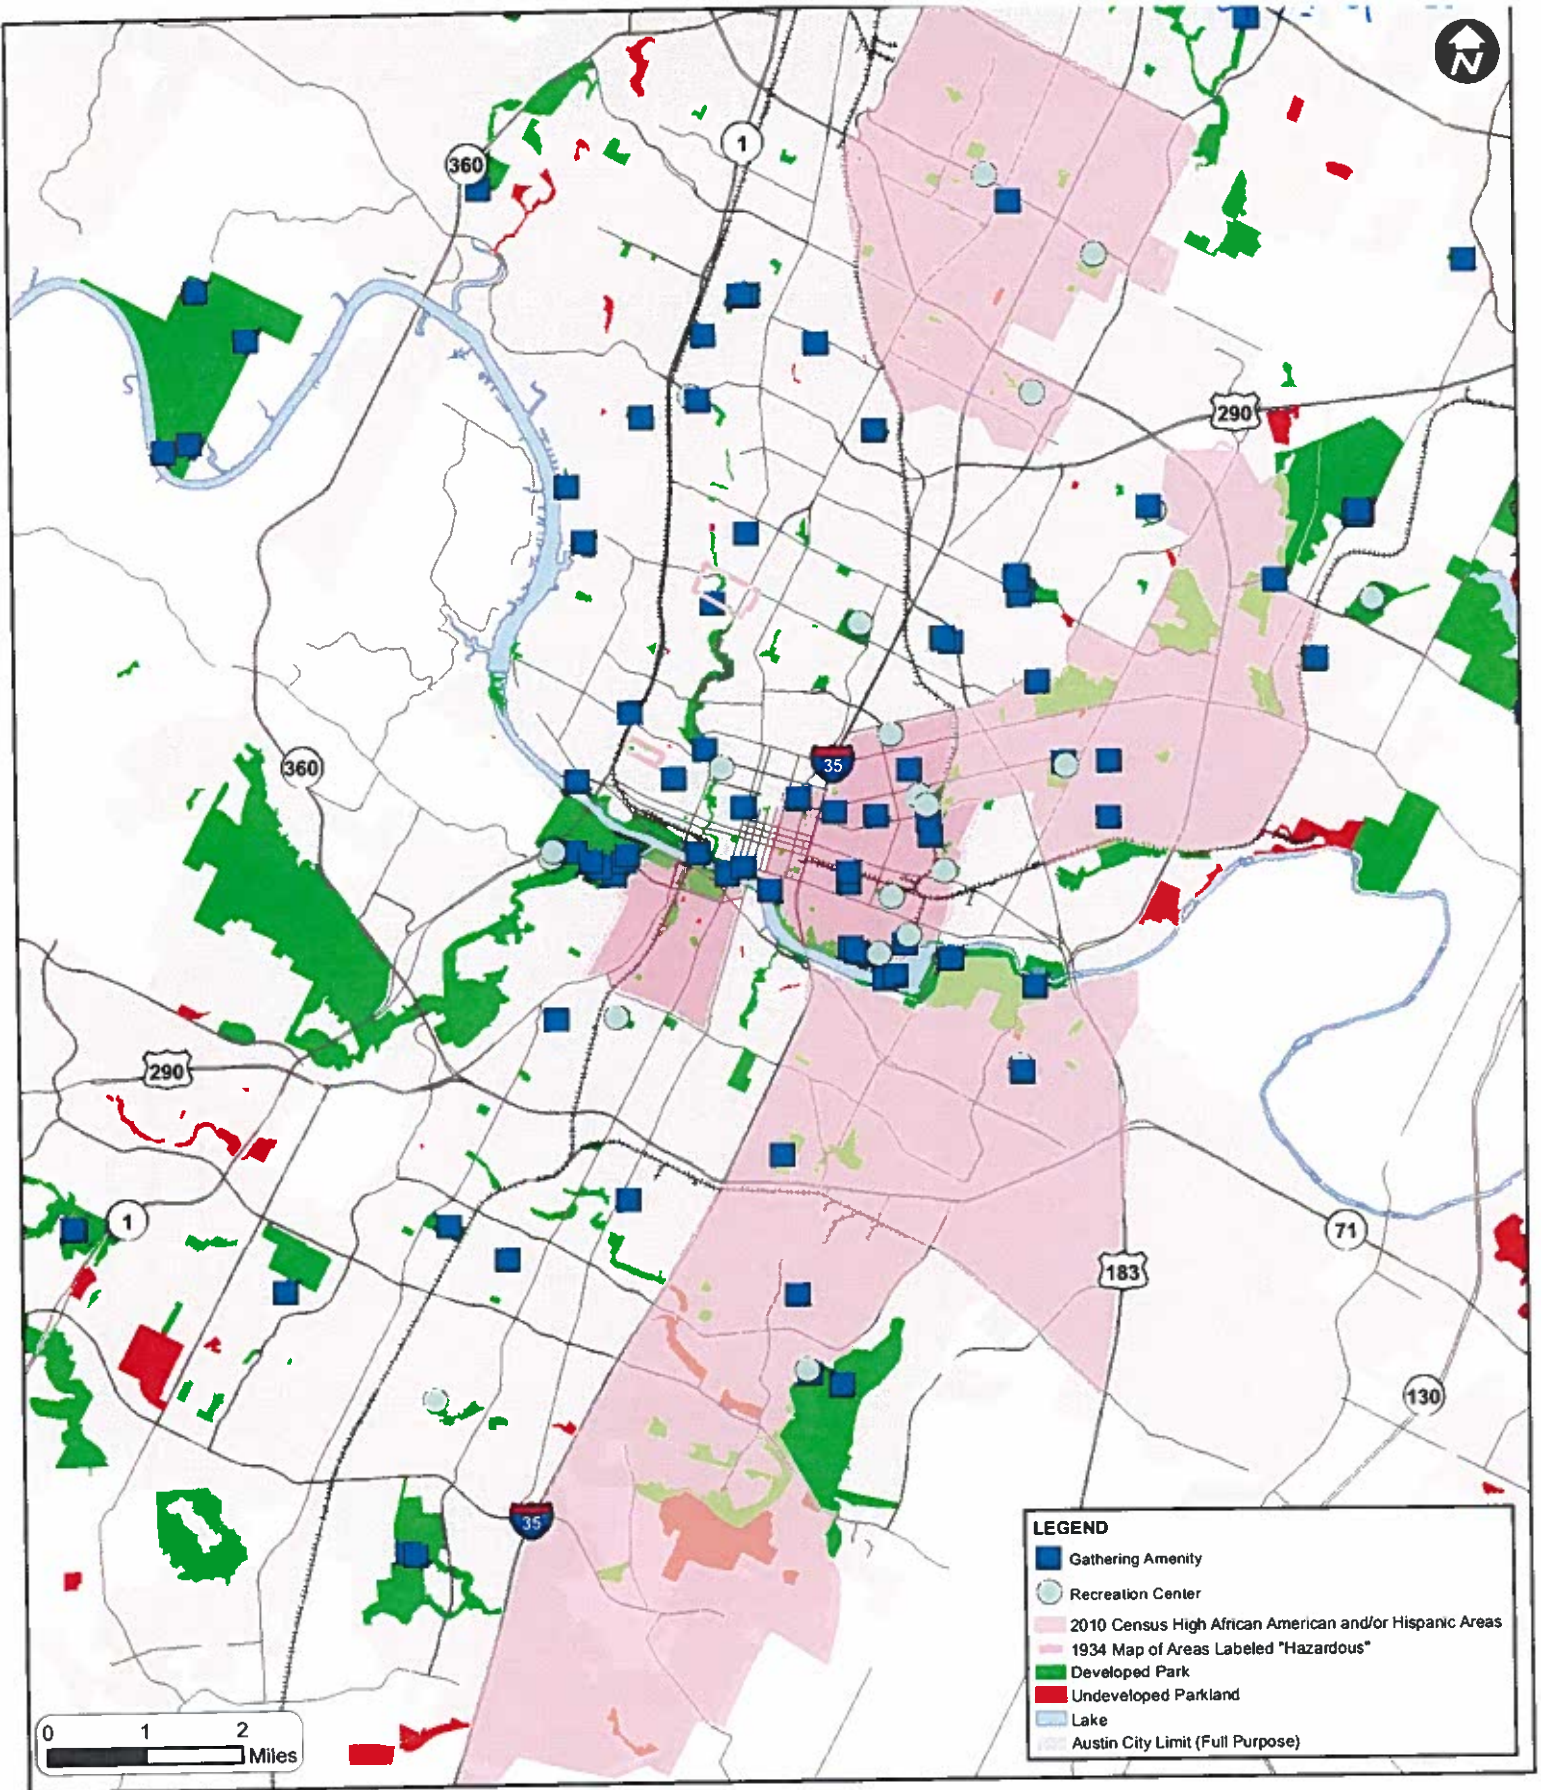 N
1
360
290
35
360
290
1
71
183
130
35
LEGEND
Gathering Amenity
Recreation Center
2010 Census High African American and/or Hispanic Areas
1934 Map of Areas Labeled "Hazardous"
Developed Park
Undeveloped Parkland
Lake
Austin City Limit (Full Purpose)
0 1 2
Miles